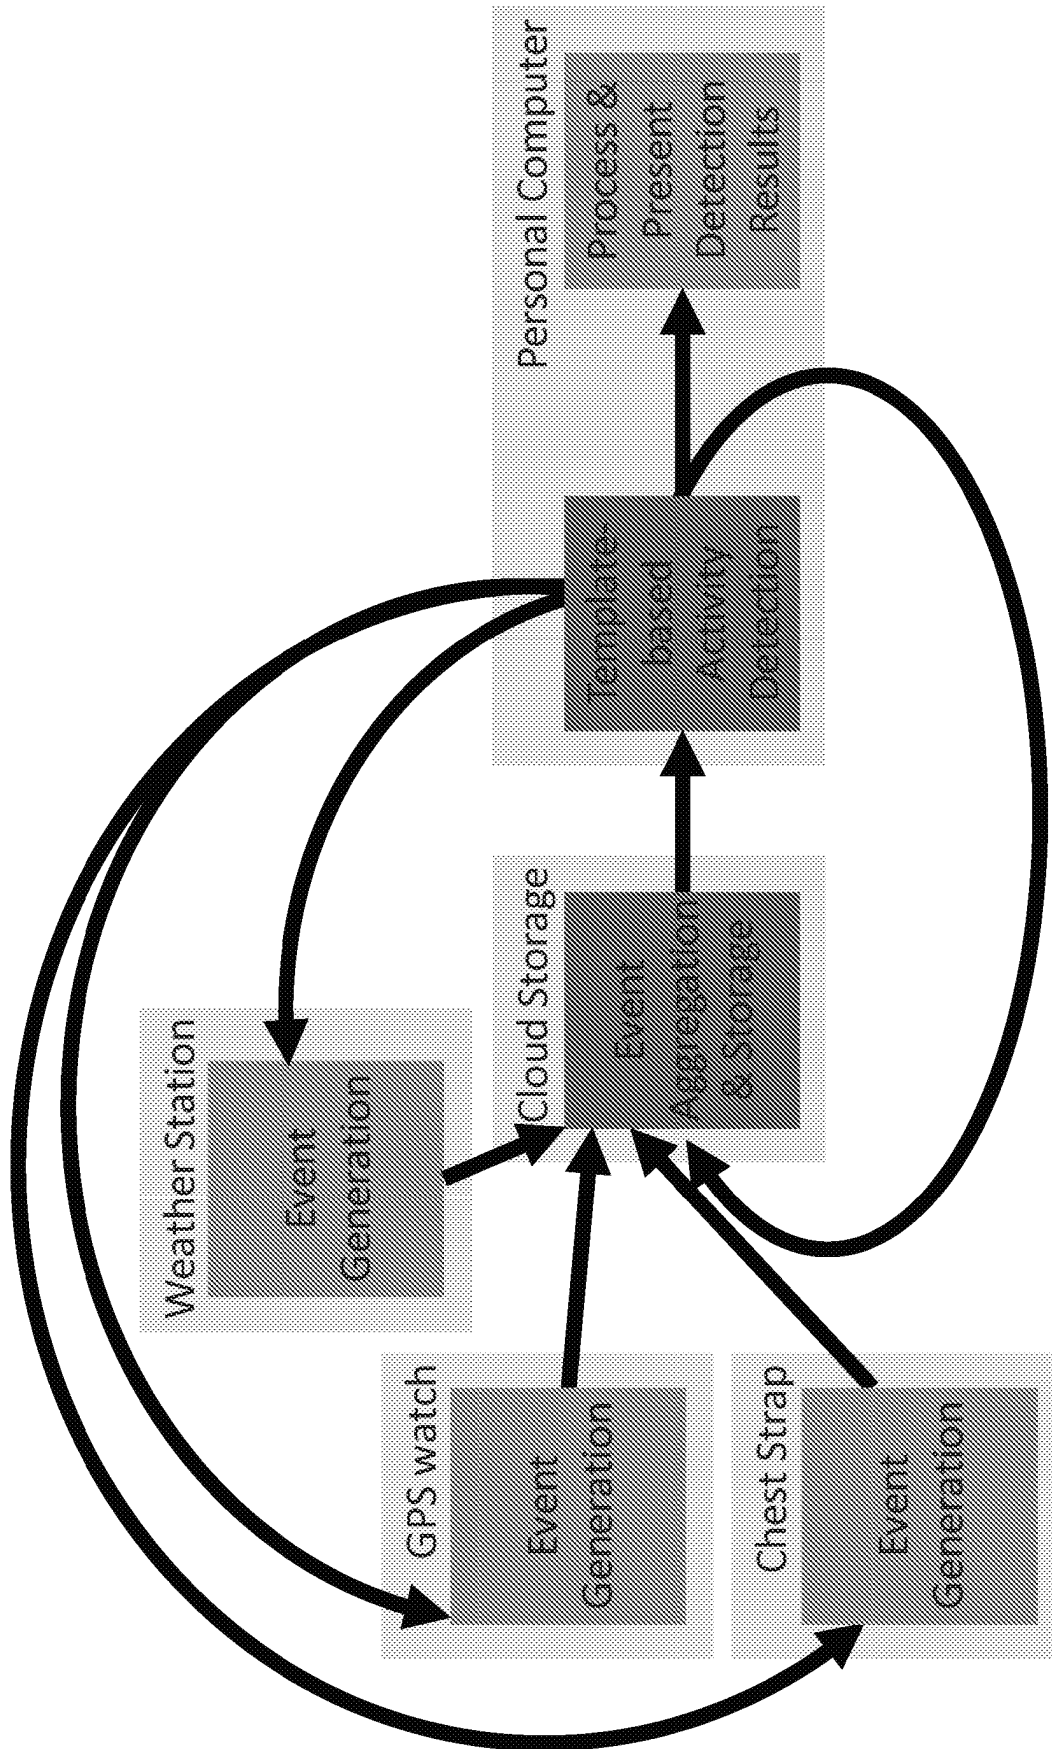 Weather Station
Event
Generation
GPS watch
Event
Generation
Chest Strap
Event
Generation
Cloud Storage
Event
Aggregation
& Storage
Personal Computer
Template-
based
Activity
Detection
Process &
Present
Detection
Results